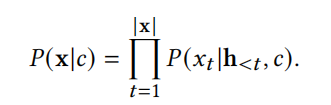 P(x|c) = ∏_{t=1}^{|x|} P(x_t|h_{<t}, c).